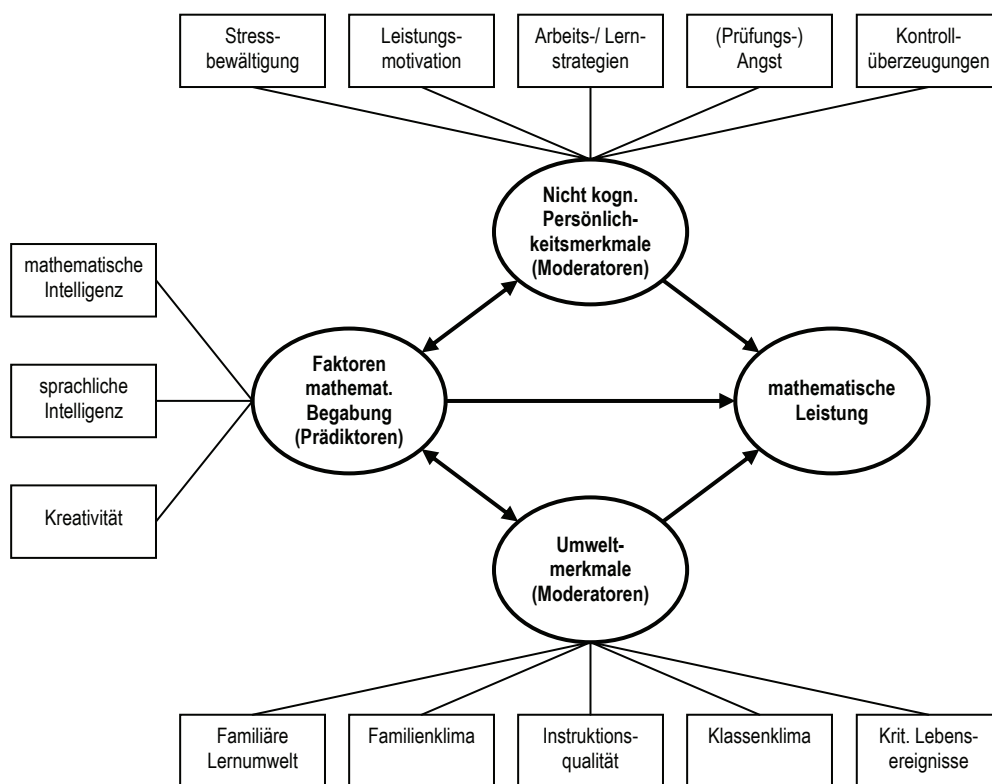 Stress-
bewältigung
Leistungs-
motivation
Arbeits-/ Lern-
strategien
(Prüfungs-)
Angst
Kontroll-
überzeugungen
Nicht kogn.
Persönlich-
keitsmerkmale
(Moderatoren)
mathematische
Intelligenz
sprachliche
Intelligenz
Kreativität
Faktoren
mathemat.
Begabung
(Prädiktoren)
mathematische
Leistung
Umwelt-
merkmale
(Moderatoren)
Familiäre
Lernumwelt
Familienklima
Instruktions-
qualität
Klassenklima
Krit. Lebens-
ereignisse